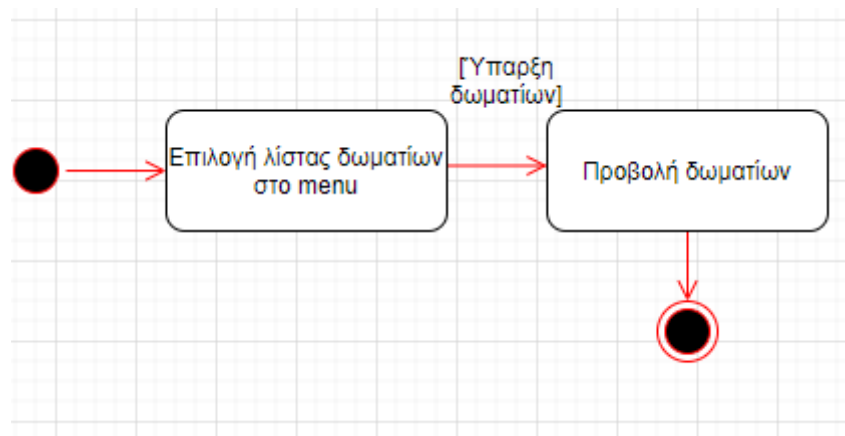 [Ύπαρξη
δωματίων]
Επιλογή λίστας δωματίων
στο menu
Προβολή δωματίων